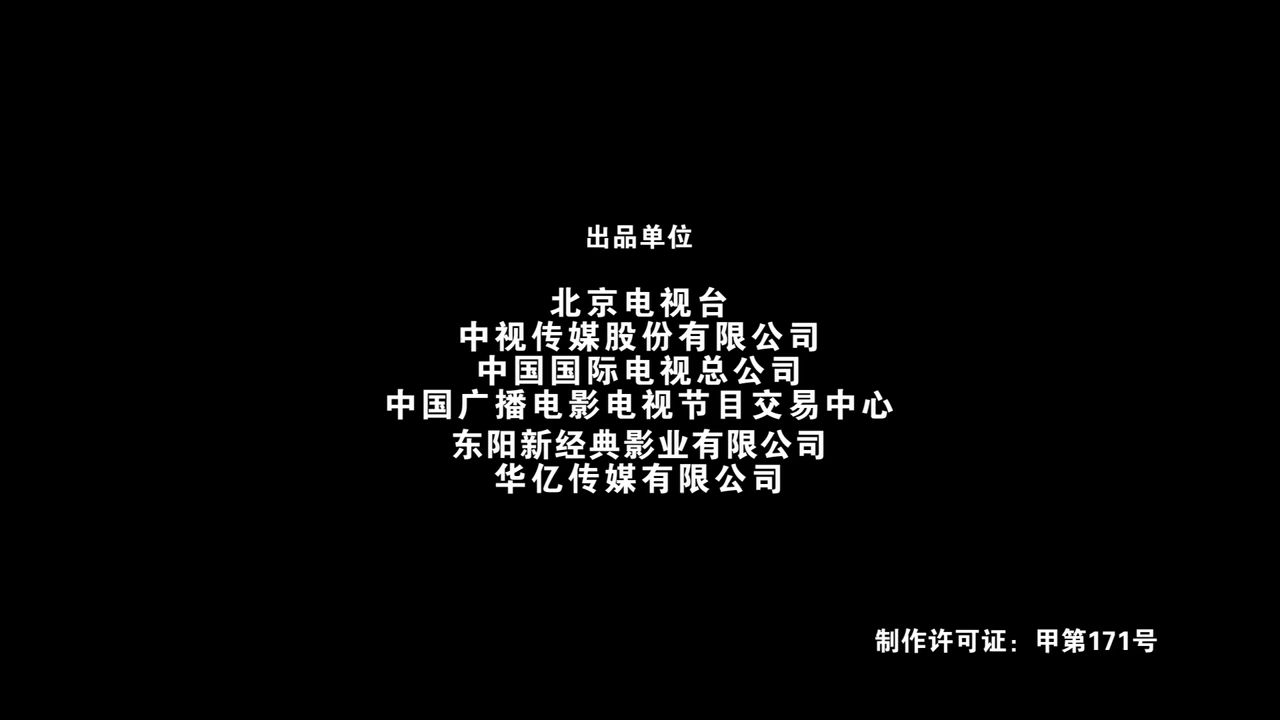 出品单位
北京电视台
中视传媒股份有限公司
中国国际电视总公司
中国广播电影电视节目交易中心
东阳新经典影业有限公司
华亿传媒有限公司
制作许可证：甲第171号